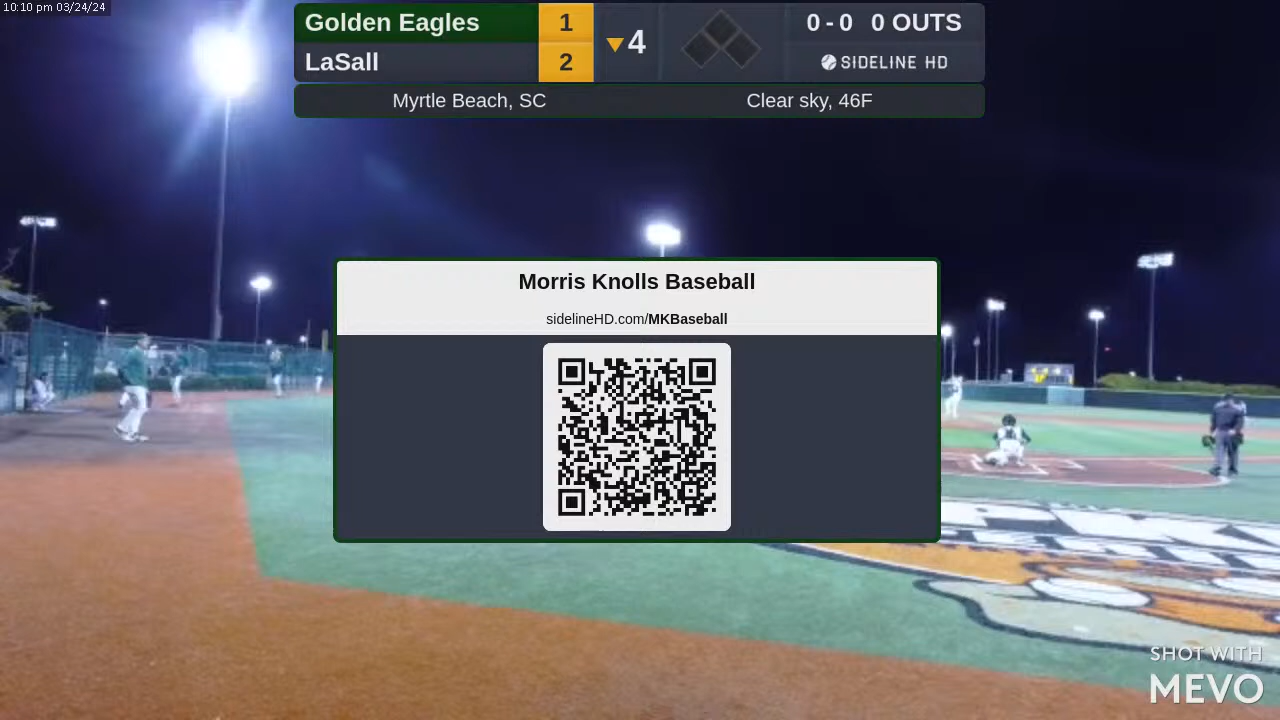 10:10 pm 03/24/24
Golden Eagles 1
LaSall 2
4
0 - 0 0 OUTS
SIDELINE HD
Myrtle Beach, SC Clear sky, 46F
Morris Knolls Baseball
sidelineHD.com/MKBaseball
SHOT WITH
MEVO